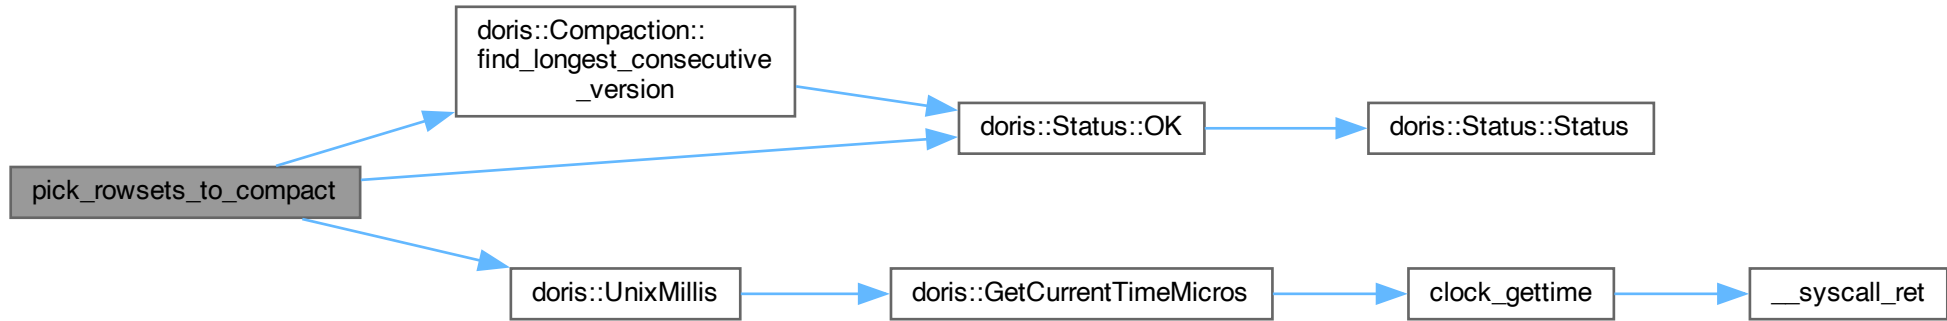 doris::Compaction::
find_longest_consecutive
_version
doris::Status::OK
doris::Status::Status
pick_rowsets_to_compact
doris::UnixMillis
doris::GetCurrentTimeMicros
clock_gettime
__syscall_ret